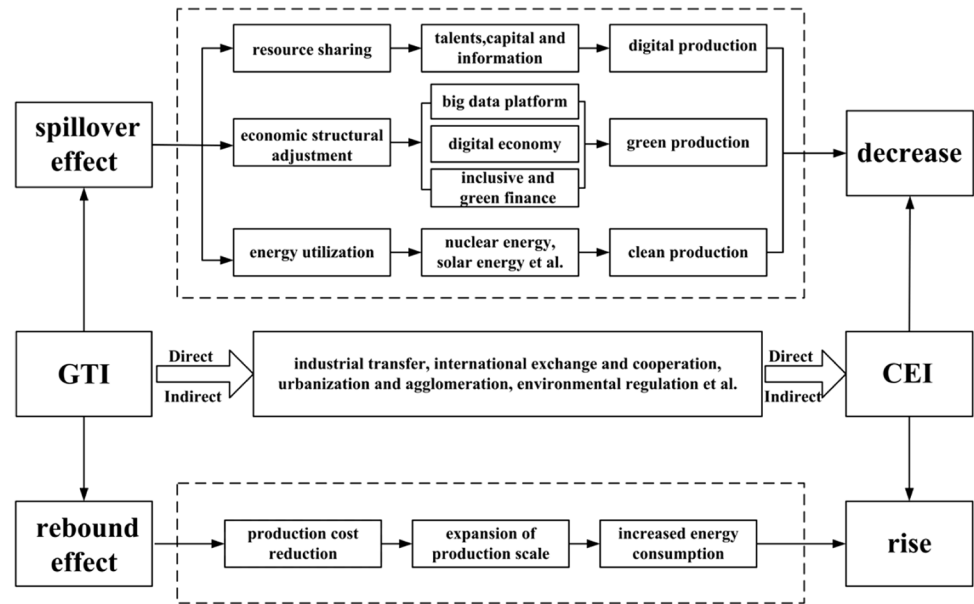 resource sharing
talents,capital and
information
digital production
spillover
effect
economic structural
adjustment
big data platform
digital economy
inclusive and
green finance
green production
decrease
energy utilization
nuclear energy,
solar energy et al.
clean production
GTI
Direct
Indirect
industrial transfer, international exchange and cooperation,
urbanization and agglomeration, environmental regulation et al.
Direct
Indirect
CEI
rebound
effect
production cost
reduction
expansion of
production scale
increased energy
consumption
rise